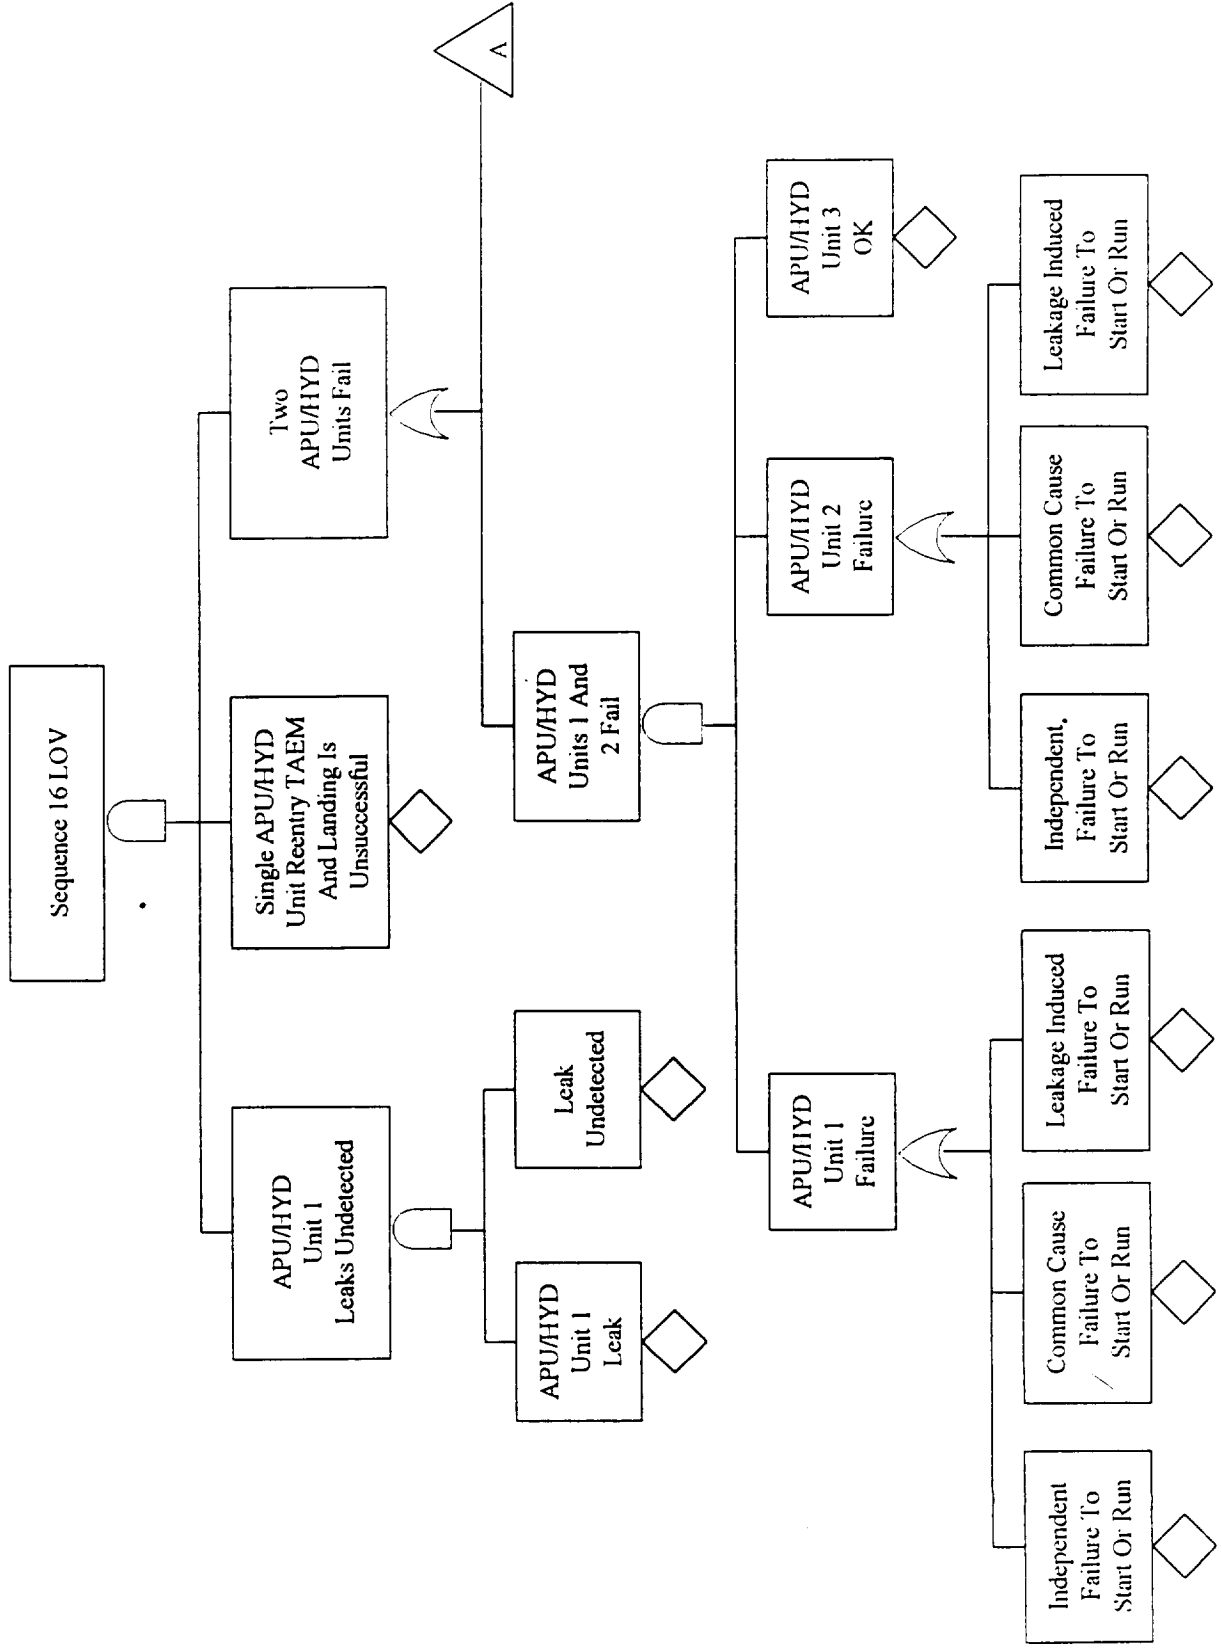 Sequence 16 LOV
APU/HYD
Unit 1
Leaks Undetected
Single APU/HYD
Unit Reentry TAEM
And Landing Is
Unsuccessful
Two
APU/HYD
Units Fail
APU/HYD
Unit 1
Leak
Leak
Undetected
APU/HYD
Units 1 And
2 Fail
A
APU/HYD
Unit 1
Failure
APU/HYD
Unit 2
Failure
APU/HYD
Unit 3
OK
Independent
Failure To
Start Or Run
Common Cause
Failure To
Start Or Run
Leakage Induced
Failure To
Start Or Run
Independent
Failure To
Start Or Run
Common Cause
Failure To
Start Or Run
Leakage Induced
Failure To
Start Or Run